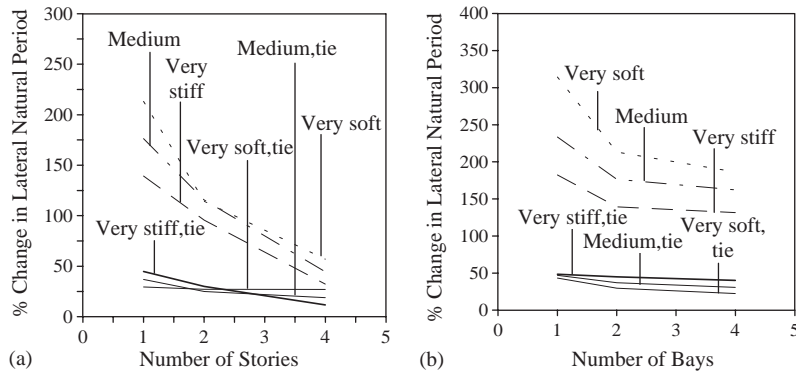 300
250
200
150
100
50
0
% Change in Lateral Natural Period
Medium
Very
stiff
Medium,tie
Very soft,tie
Very soft
Very stiff,tie
0 1 2 3 4 5
(a) Number of Stories
400
350
300
250
200
150
100
50
0
% Change in Lateral Natural Period
Very soft
Medium
Very stiff
Very stiff,tie
Medium,tie
Very soft,
tie
0 1 2 3 4 5
(b) Number of Bays